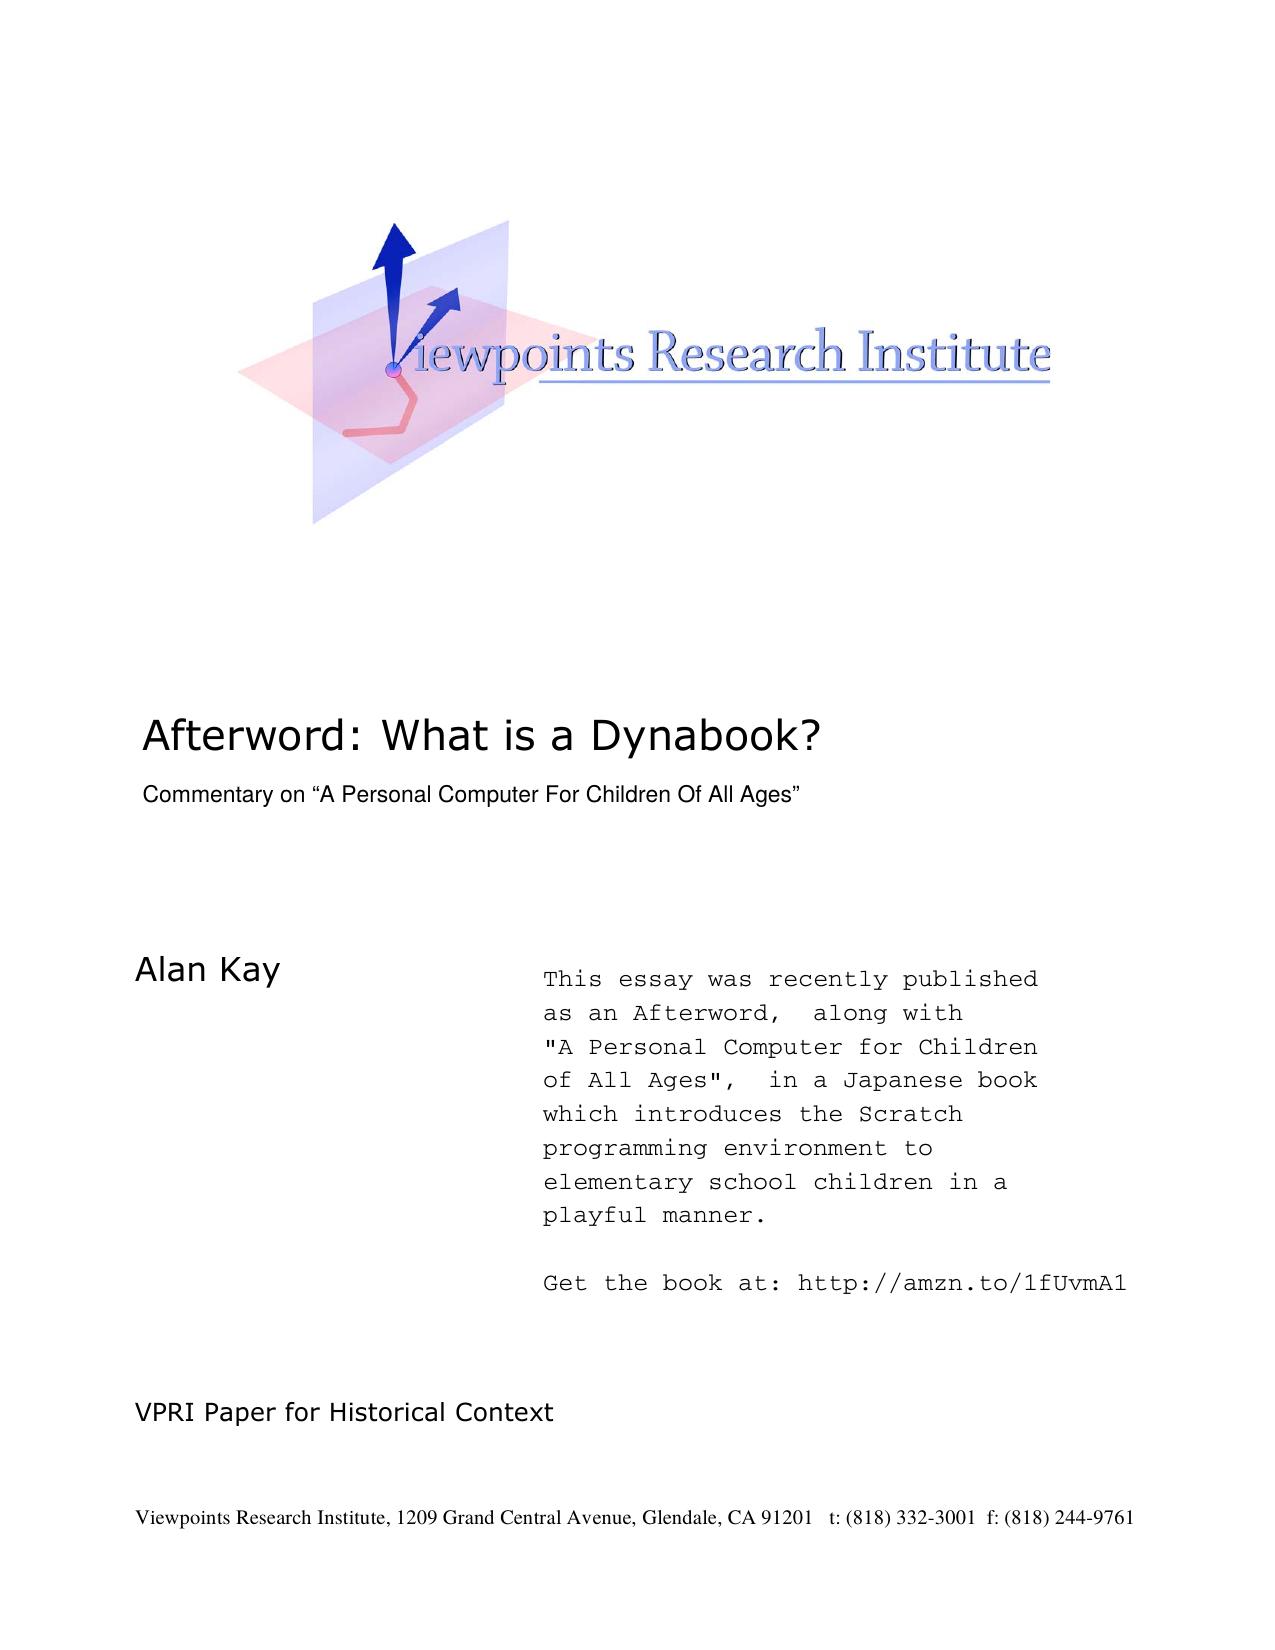 Viewpoints Research Institute
Afterword: What is a Dynabook?
Commentary on “A Personal Computer For Children Of All Ages”
Alan Kay
This essay was recently published
as an Afterword,  along with
"A Personal Computer for Children
of All Ages",  in a Japanese book
which introduces the Scratch
programming environment to
elementary school children in a
playful manner.
Get the book at: http://amzn.to/1fUvmA1
VPRI Paper for Historical Context
Viewpoints Research Institute, 1209 Grand Central Avenue, Glendale, CA 91201   t: (818) 332-3001  f: (818) 244-9761